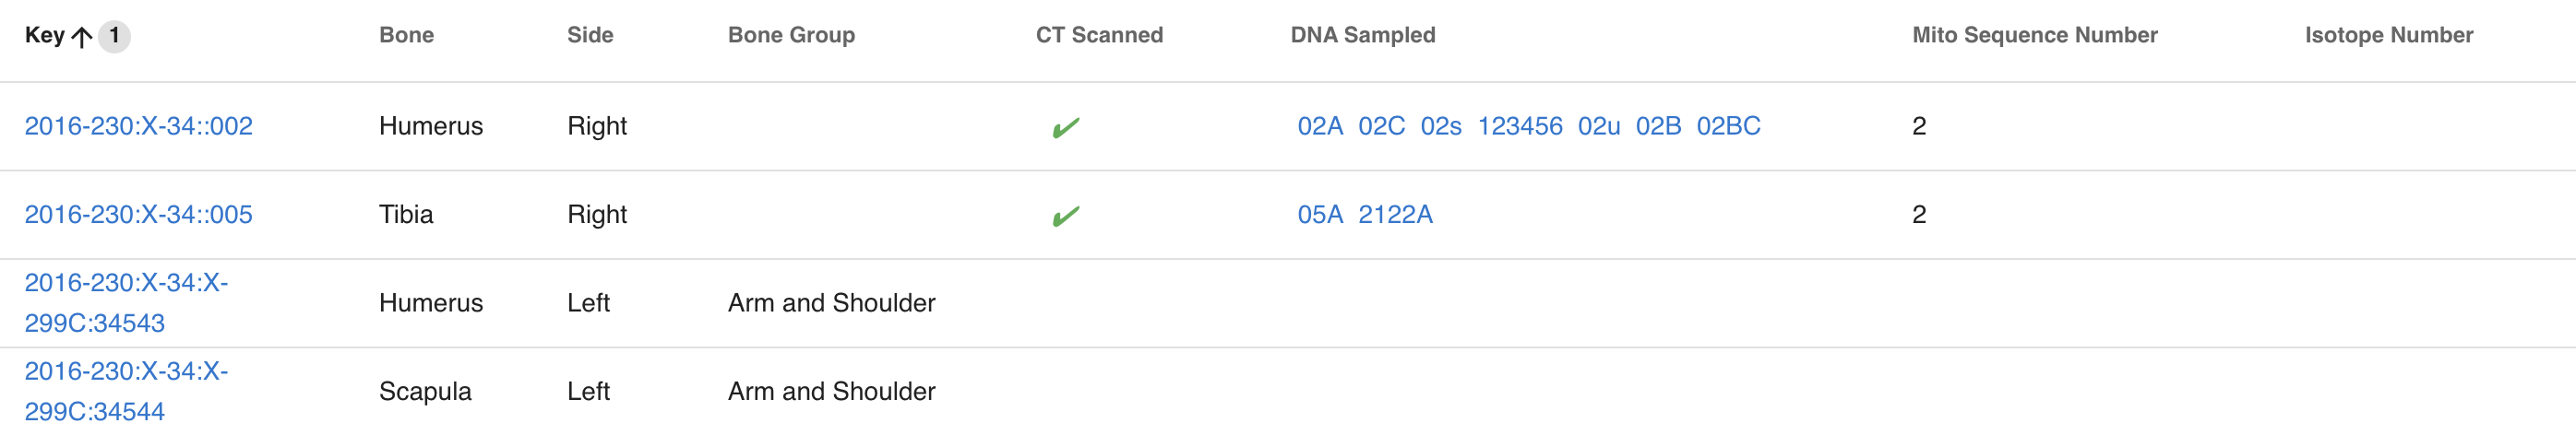 Key ↑ 1 Bone Side Bone Group CT Scanned DNA Sampled Mito Sequence Number Isotope Number
2016-230:X-34::002 Humerus Right ✔ 02A 02C 02s 123456 02u 02B 02BC 2
2016-230:X-34::005 Tibia Right ✔ 05A 2122A 2
2016-230:X-34:X-
299C:34543 Humerus Left Arm and Shoulder
2016-230:X-34:X-
299C:34544 Scapula Left Arm and Shoulder